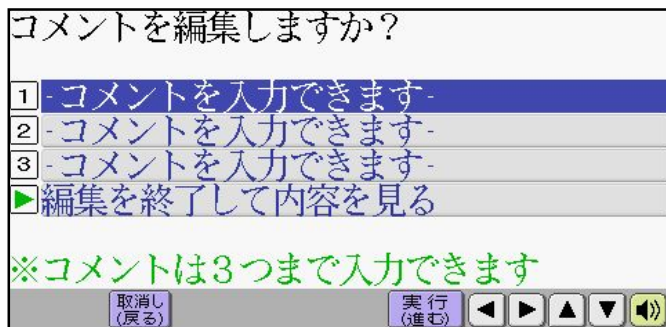 コメントを編集しますか？
1 -コメントを入力できます-
2 -コメントを入力できます-
3 -コメントを入力できます-
▶編集を終了して内容を見る
※コメントは３つまで入力できます
取消し
(戻る)
実行
(進む)
◀ ▶ ▲ ▼